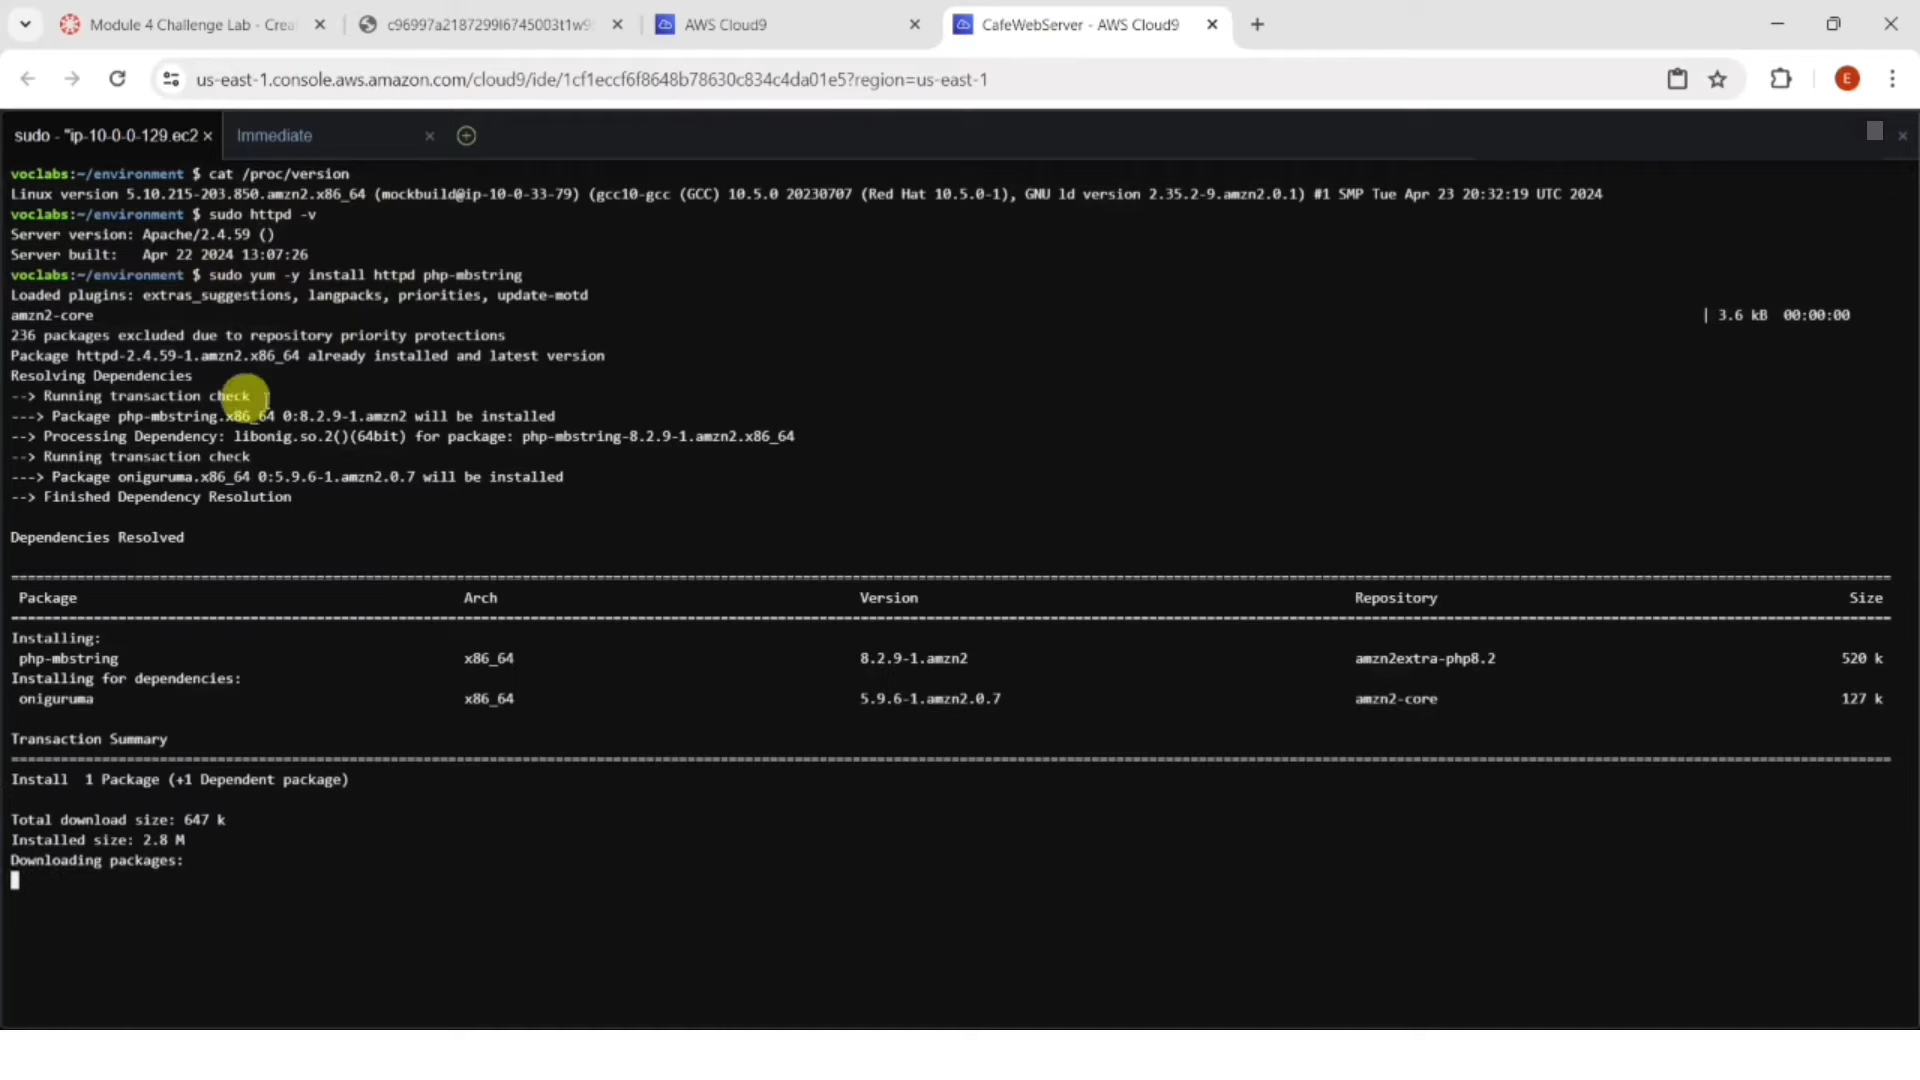 Module 4 Challenge Lab - Crea
c96997a2187299l6745003t1w9
AWS Cloud9
CafeWebServer - AWS Cloud9
us-east-1.console.aws.amazon.com/cloud9/ide/1cf1eccf6f8648b78630c834c4da01e5?region=us-east-1
E
sudo - "ip-10-0-0-129.ec2
Immediate
voclabs:~/environment $ cat /proc/version
Linux version 5.10.215-203.850.amzn2.x86_64 (mockbuild@ip-10-0-33-79) (gcc10-gcc (GCC) 10.5.0 20230707 (Red Hat 10.5.0-1), GNU ld version 2.35.2-9.amzn2.0.1) #1 SMP Tue Apr 23 20:32:19 UTC 2024
voclabs:~/environment $ sudo httpd -v
Server version: Apache/2.4.59 ()
Server built:   Apr 22 2024 13:07:26
voclabs:~/environment $ sudo yum -y install httpd php-mbstring
Loaded plugins: extras_suggestions, langpacks, priorities, update-motd
amzn2-core | 3.6 kB  00:00:00
236 packages excluded due to repository priority protections
Package httpd-2.4.59-1.amzn2.x86_64 already installed and latest version
Resolving Dependencies
--> Running transaction check
---> Package php-mbstring.x86_64 0:8.2.9-1.amzn2 will be installed
--> Processing Dependency: libonig.so.2()(64bit) for package: php-mbstring-8.2.9-1.amzn2.x86_64
--> Running transaction check
---> Package oniguruma.x86_64 0:5.9.6-1.amzn2.0.7 will be installed
--> Finished Dependency Resolution
Dependencies Resolved
Package Arch Version Repository Size
Installing:
php-mbstring x86_64 8.2.9-1.amzn2 amzn2extra-php8.2 520 k
Installing for dependencies:
oniguruma x86_64 5.9.6-1.amzn2.0.7 amzn2-core 127 k
Transaction Summary
Install  1 Package (+1 Dependent package)
Total download size: 647 k
Installed size: 2.8 M
Downloading packages: